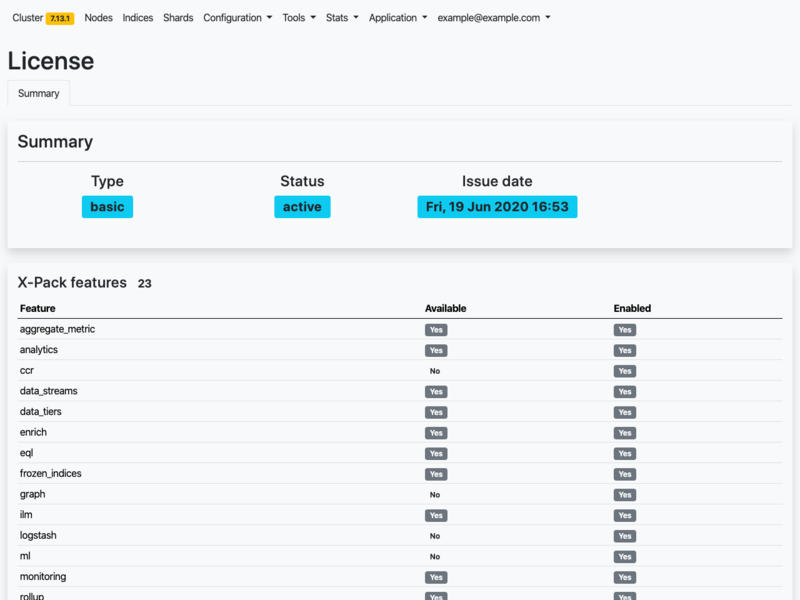 Cluster 7.13.1 Nodes Indices Shards Configuration Tools Stats Application example@example.com
License
Summary
Summary
Type Status Issue date
basic active Fri, 19 Jun 2020 16:53
X-Pack features 23
Feature Available Enabled
aggregate_metric Yes Yes
analytics Yes Yes
ccr No Yes
data_streams Yes Yes
data_tiers Yes Yes
enrich Yes Yes
eql Yes Yes
frozen_indices Yes Yes
graph No Yes
ilm Yes Yes
logstash No Yes
ml No Yes
monitoring Yes Yes
rollup Yes Yes